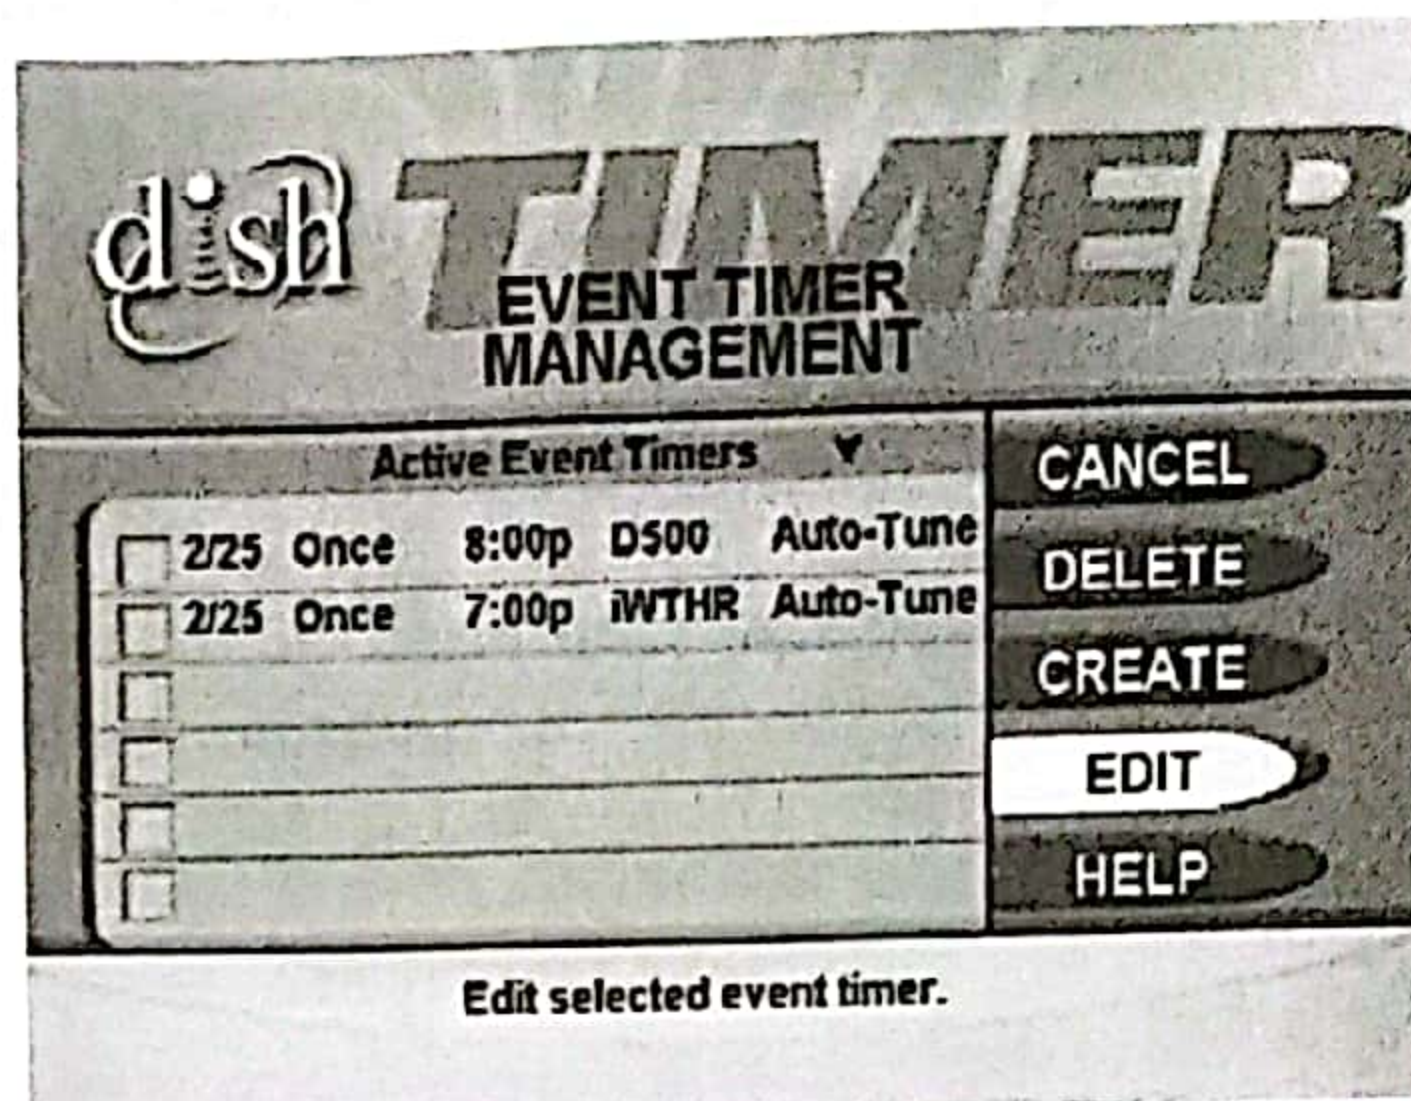 dish
TIMER
EVENT TIMER
MANAGEMENT
Active Event Timers
2/25 Once 8:00p D500 Auto-Tune
2/25 Once 7:00p iWTHR Auto-Tune
CANCEL
DELETE
CREATE
EDIT
HELP
Edit selected event timer.